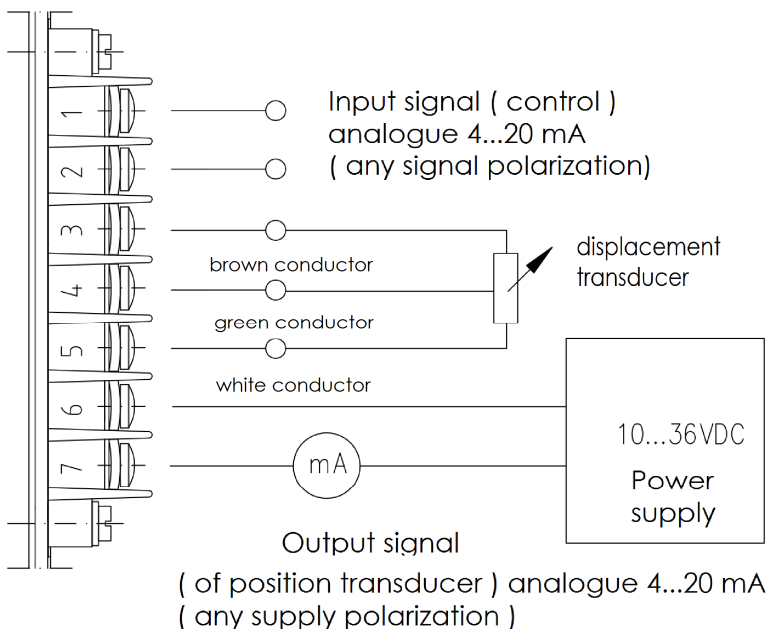 1
Input signal ( control )
analogue 4...20 mA
2
( any signal polarization)
3
brown conductor
displacement
transducer
4
green conductor
5
white conductor
6
10...36VDC
7
mA
Power
supply
Output signal
( of position transducer ) analogue 4...20 mA
( any supply polarization )